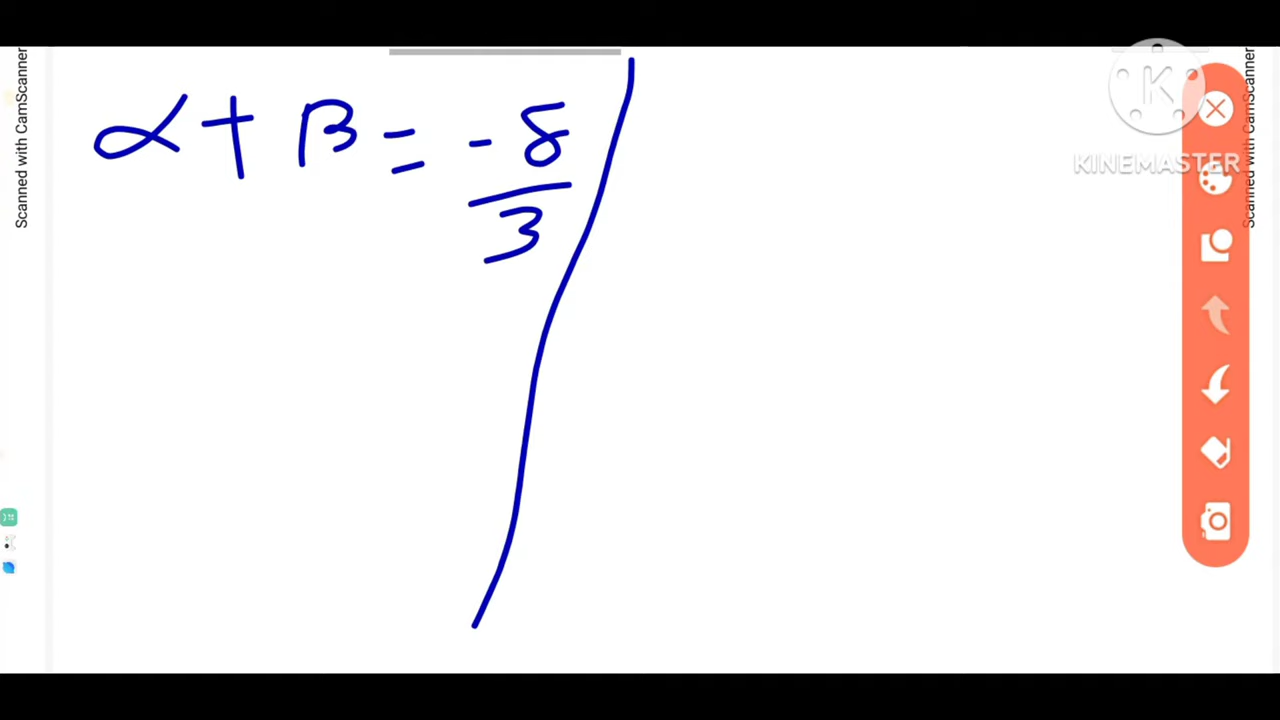 Scanned with CamScanner
α + β = -8
3
K
KINEMASTER
Scanned with CamScanner